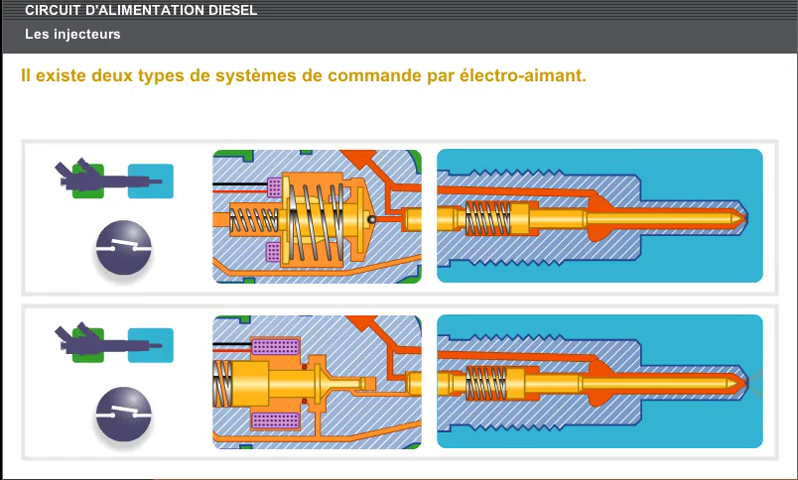 CIRCUIT D'ALIMENTATION DIESEL
Les injecteurs
Il existe deux types de systèmes de commande par électro-aimant.